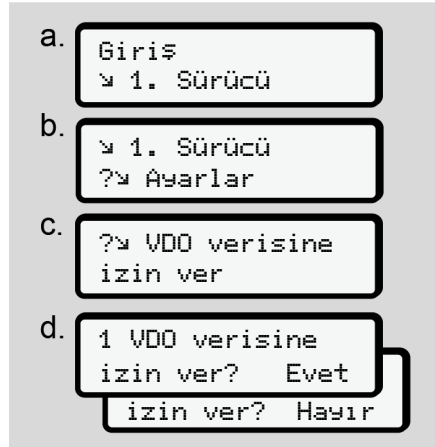 a.
Giriş
↘ 1. Sürücü
b.
↘ 1. Sürücü
?↘ Ayarlar
c.
?↘ VDO verisine
izin ver
d.
1 VDO verisine
izin ver? Evet
izin ver? Hayır